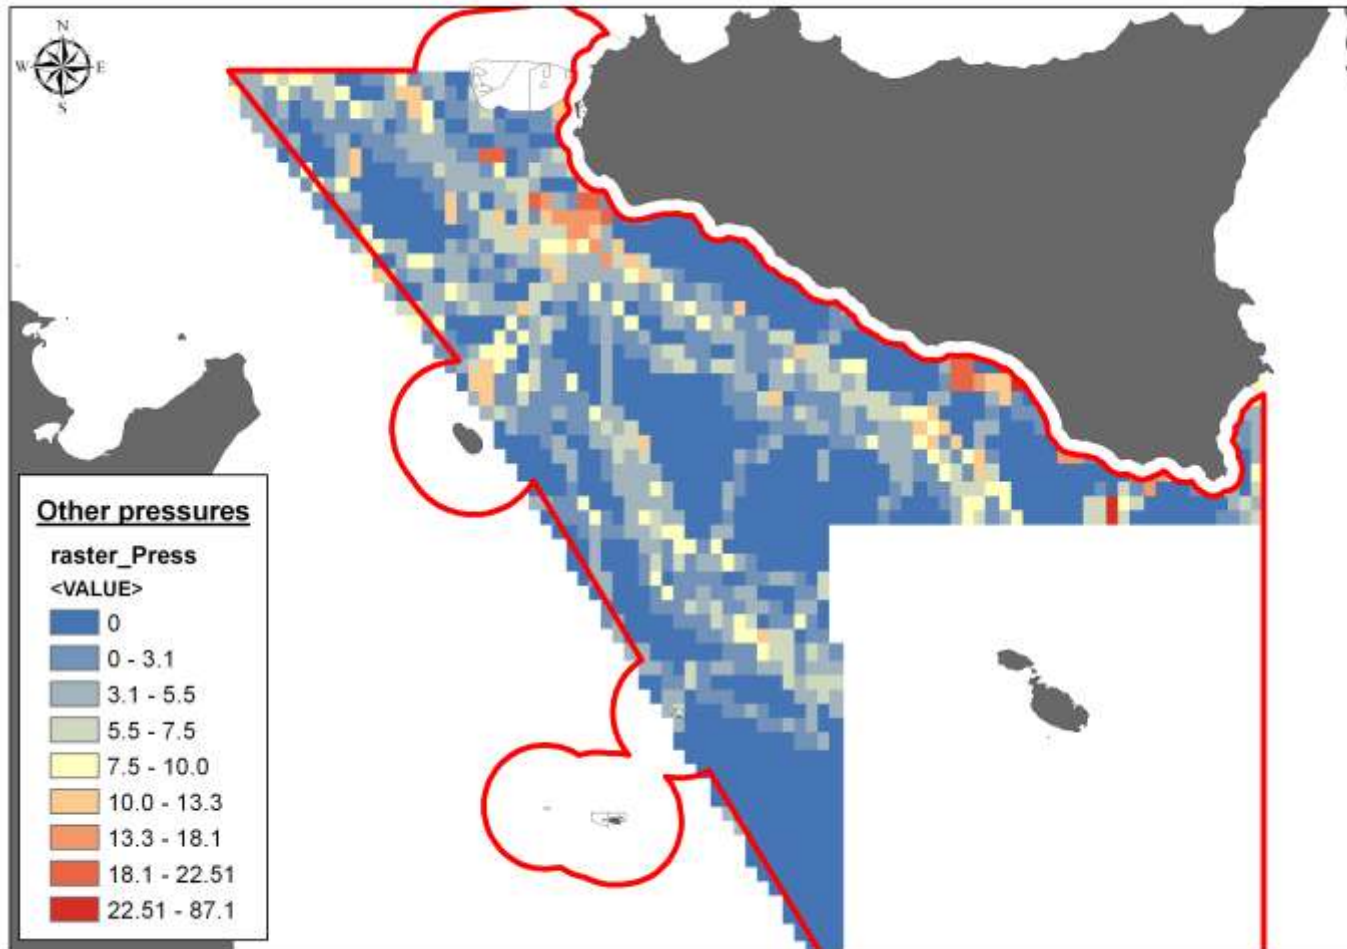 N
W E
S
Other pressures
raster_Press
<VALUE>
0
0 - 3.1
3.1 - 5.5
5.5 - 7.5
7.5 - 10.0
10.0 - 13.3
13.3 - 18.1
18.1 - 22.51
22.51 - 87.1